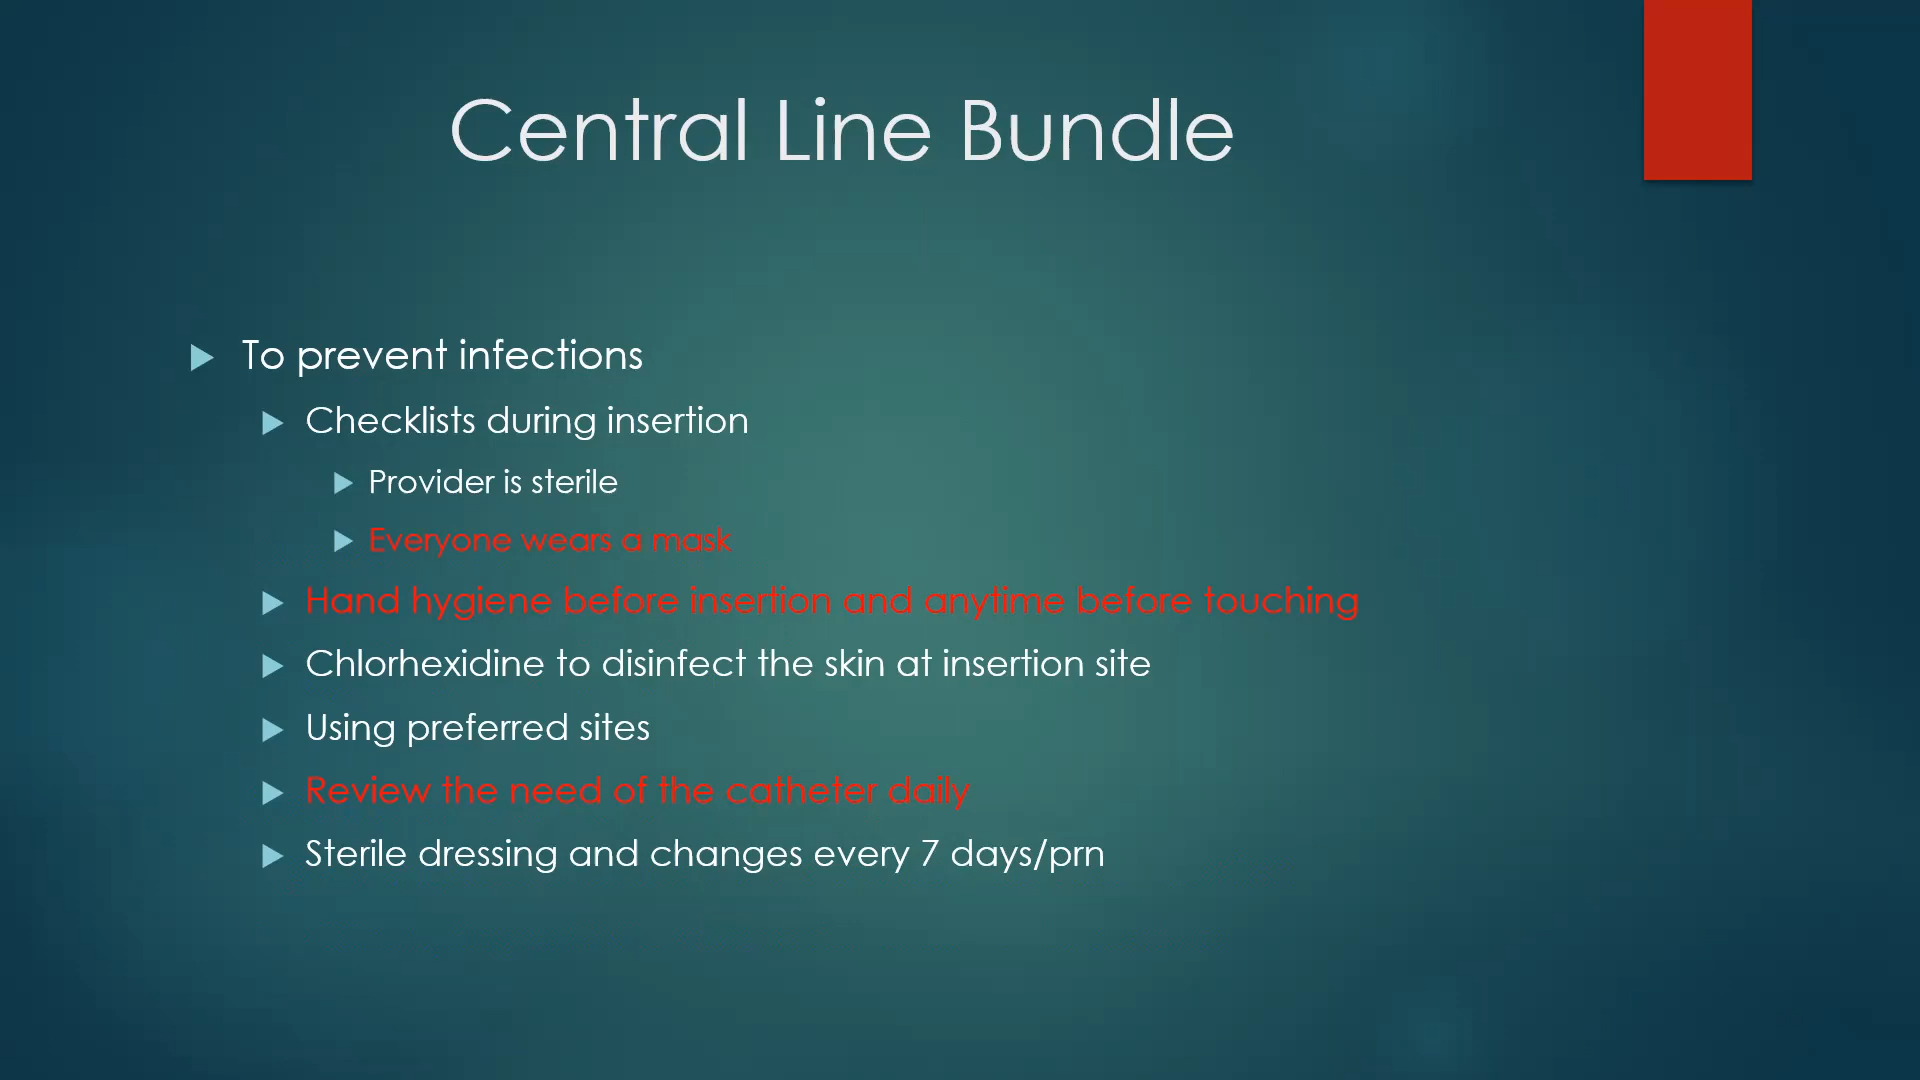 Central Line Bundle
To prevent infections
Checklists during insertion
Provider is sterile
Everyone wears a mask
Hand hygiene before insertion and anytime before touching
Chlorhexidine to disinfect the skin at insertion site
Using preferred sites
Review the need of the catheter daily
Sterile dressing and changes every 7 days/prn